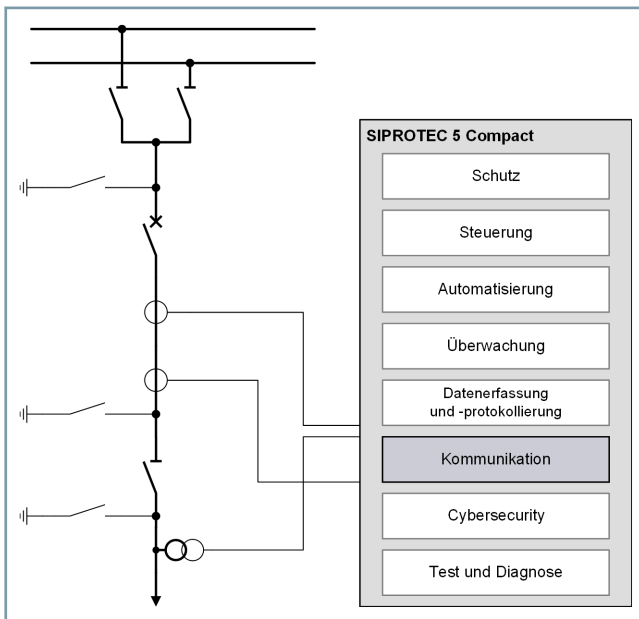 SIPROTEC 5 Compact
Schutz
Steuerung
Automatisierung
Überwachung
Datenerfassung
und -protokollierung
Kommunikation
Cybersecurity
Test und Diagnose